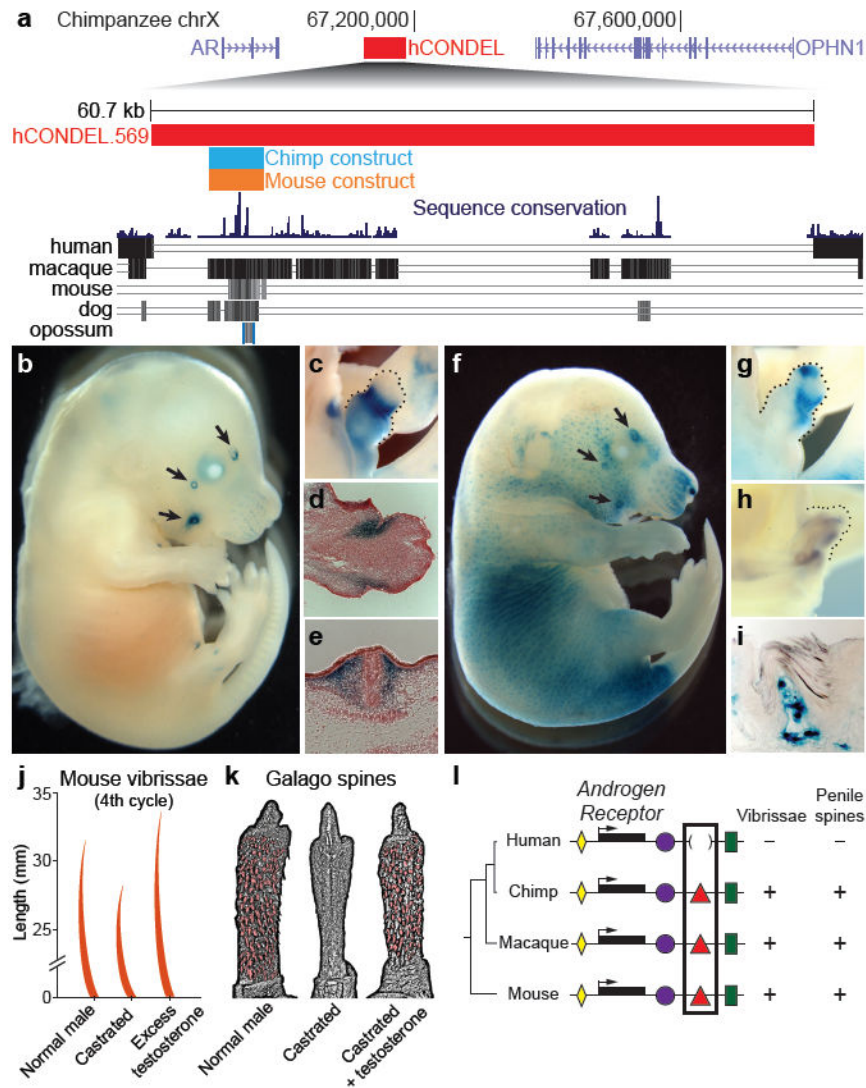 a Chimpanzee chrX 67,200,000 67,600,000
AR hCONDEL OPHN1
60.7 kb
hCONDEL.569
Chimp construct
Mouse construct
Sequence conservation
human
macaque
mouse
dog
opossum
b
c
d
e
f
g
h
i
j Mouse vibrissae
(4th cycle)
Length (mm)
35
30
25
0
Normal male
Castrated
Excess
testosterone
k Galago spines
Normal male
Castrated
Castrated
+ testosterone
l
Androgen
Receptor
Vibrissae
Penile
spines
Human ( ) – –
Chimp + +
Macaque + +
Mouse + +